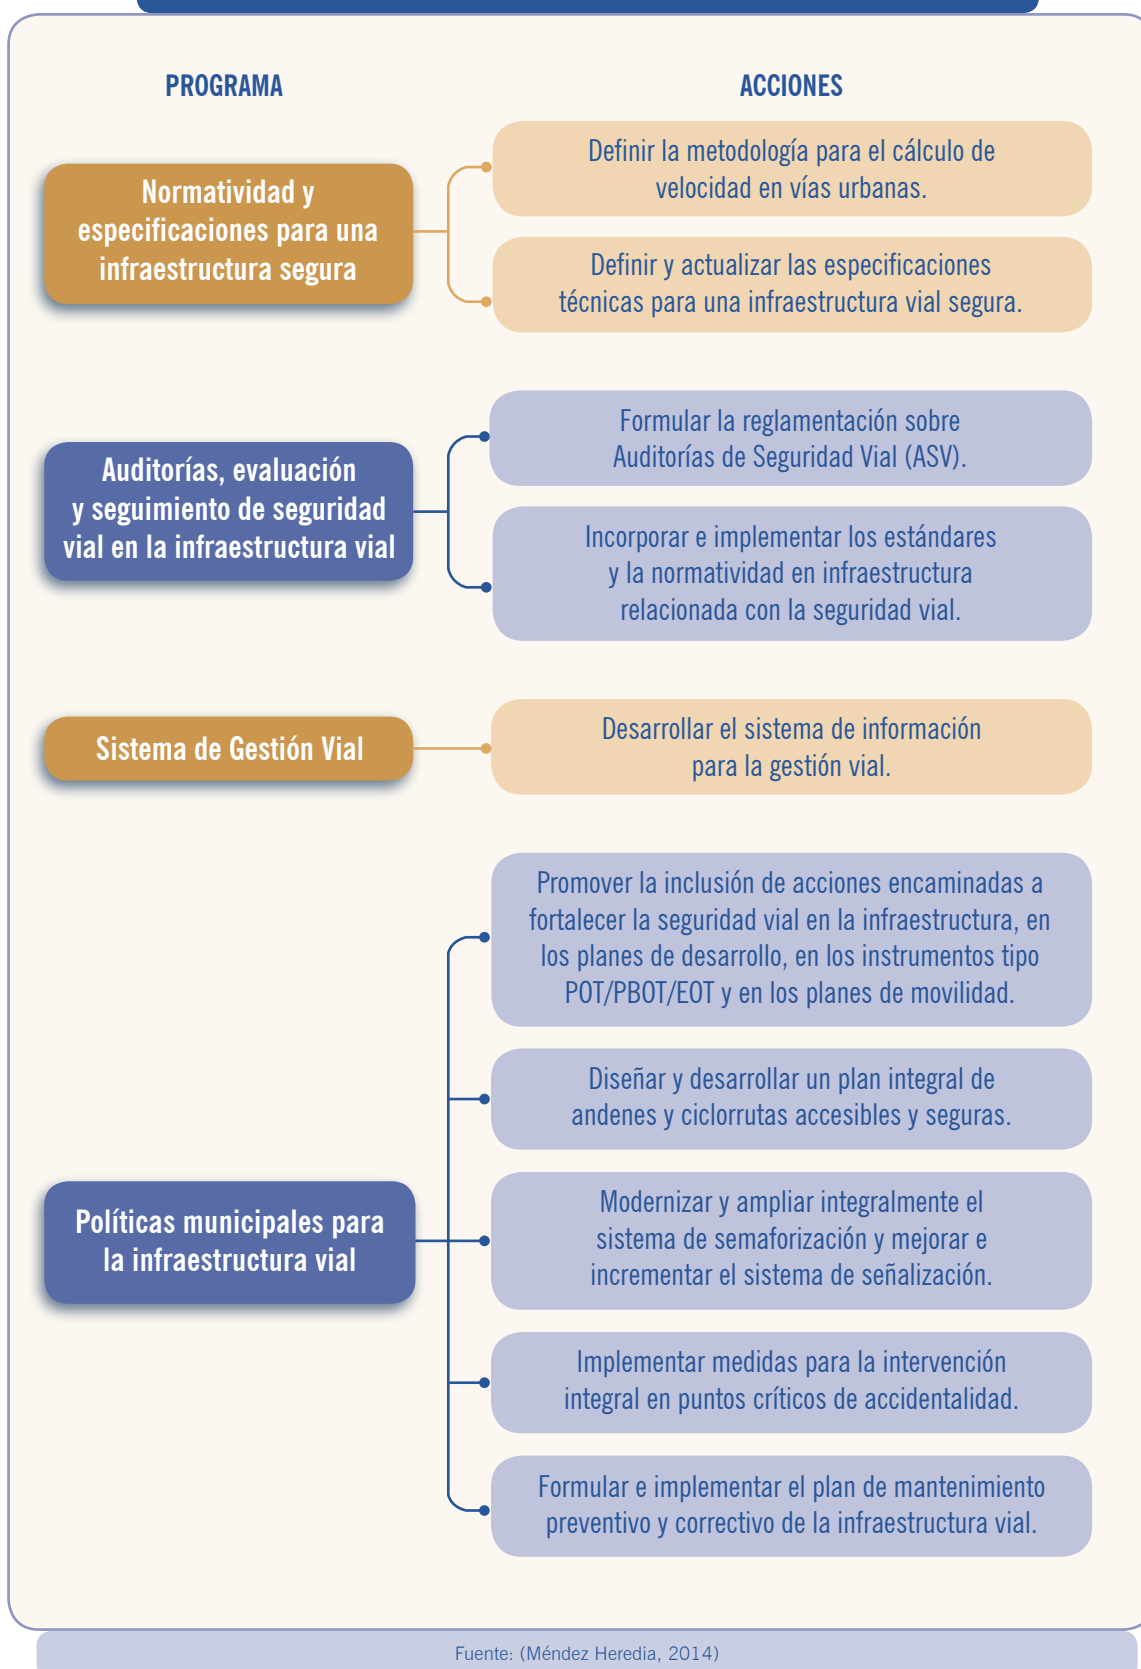 PROGRAMA
ACCIONES
Normatividad y
especificaciones para una
infraestructura segura
Definir la metodología para el cálculo de
velocidad en vías urbanas.
Definir y actualizar las especificaciones
técnicas para una infraestructura vial segura.
Auditorías, evaluación
y seguimiento de seguridad
vial en la infraestructura vial
Formular la reglamentación sobre
Auditorías de Seguridad Vial (ASV).
Incorporar e implementar los estándares
y la normatividad en infraestructura
relacionada con la seguridad vial.
Sistema de Gestión Vial
Desarrollar el sistema de información
para la gestión vial.
Políticas municipales para
la infraestructura vial
Promover la inclusión de acciones encaminadas a
fortalecer la seguridad vial en la infraestructura, en
los planes de desarrollo, en los instrumentos tipo
POT/PBOT/EOT y en los planes de movilidad.
Diseñar y desarrollar un plan integral de
andenes y ciclorrutas accesibles y seguras.
Modernizar y ampliar integralmente el
sistema de semaforización y mejorar e
incrementar el sistema de señalización.
Implementar medidas para la intervención
integral en puntos críticos de accidentalidad.
Formular e implementar el plan de mantenimiento
preventivo y correctivo de la infraestructura vial.
Fuente: (Méndez Heredia, 2014)